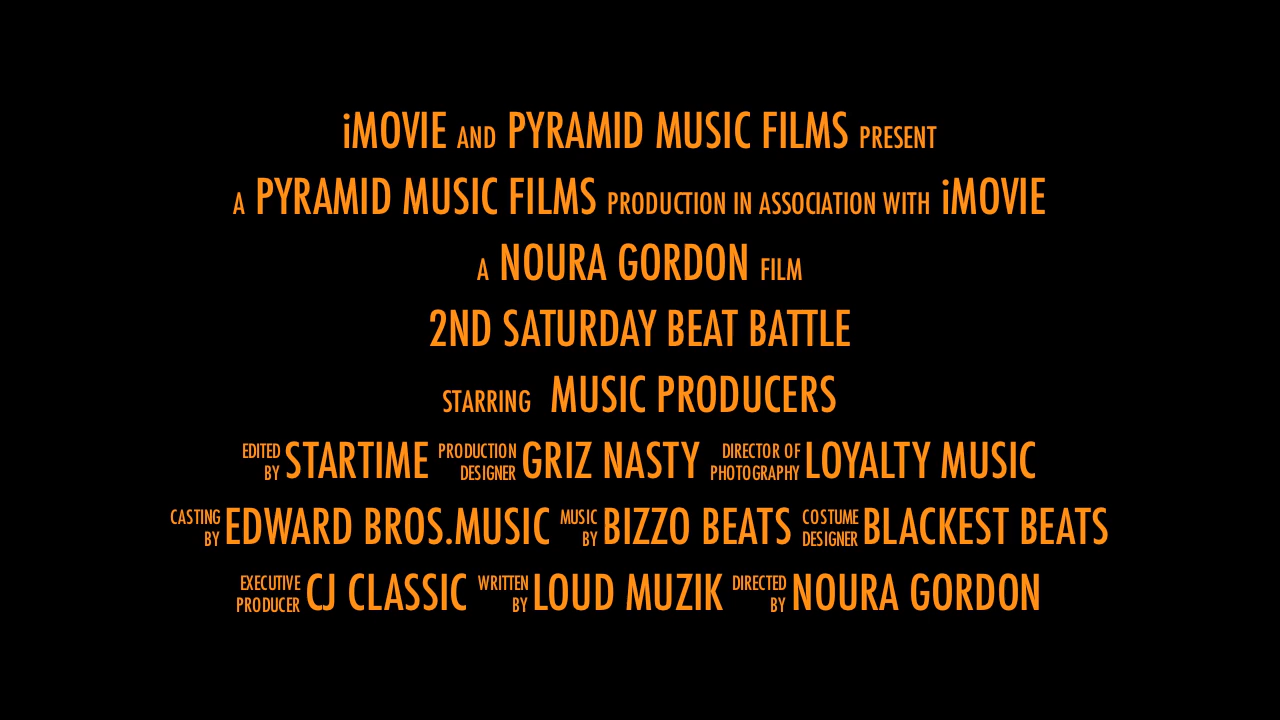 iMOVIE AND PYRAMID MUSIC FILMS PRESENT
A PYRAMID MUSIC FILMS PRODUCTION IN ASSOCIATION WITH iMOVIE
A NOURA GORDON FILM
2ND SATURDAY BEAT BATTLE
STARRING MUSIC PRODUCERS
EDITED BY STARTIME PRODUCTION DESIGNER GRIZ NASTY DIRECTOR OF PHOTOGRAPHY LOYALTY MUSIC
CASTING BY EDWARD BROS.MUSIC MUSIC BY BIZZO BEATS COSTUME DESIGNER BLACKEST BEATS
EXECUTIVE PRODUCER CJ CLASSIC WRITTEN BY LOUD MUZIK DIRECTED BY NOURA GORDON